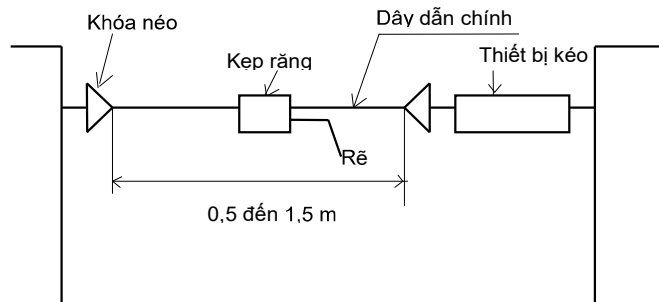 Khóa néo
Dây dẫn chính
Kẹp răng
Thiết bị kéo
Rẽ
0,5 đến 1,5 m